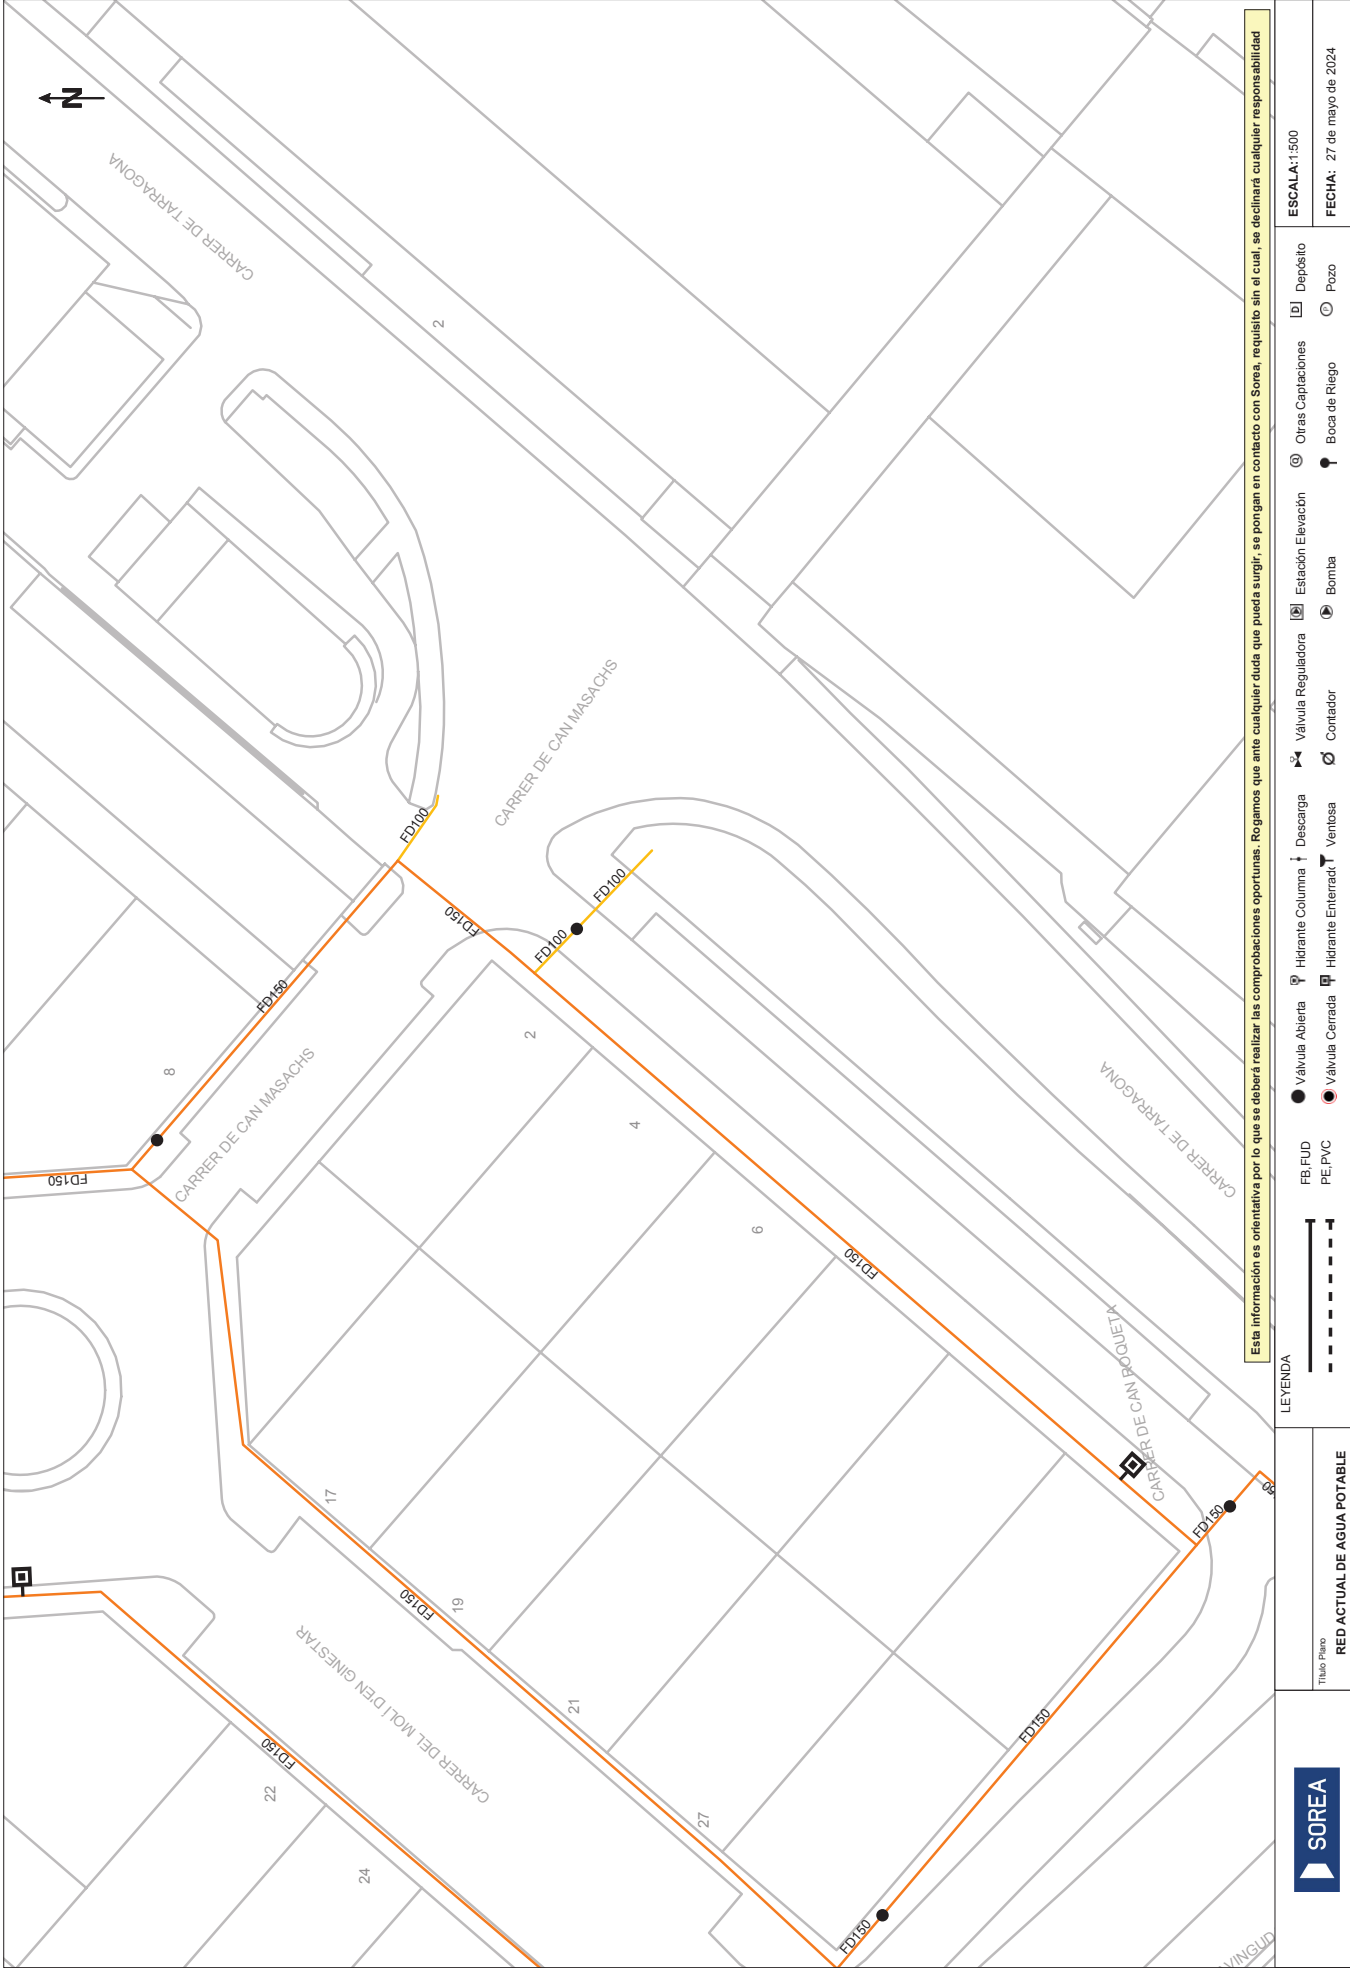 N
CARRER DE TARRAGONA
2
FD100
CARRER DE CAN MASACHS
FD150
FD100
FD100
FD150
8
CARRER DE CAN MASACHS
FD150
2
4
6
FD150
CARRER DE TARRAGONA
CARRER DE CAN ROQUETA
FD150
17
FD150
19
21
27
CARRER DEL MOLÍ D'EN GINESTAR
FD150
22
24
FD150
FD150
VINGUD
Esta información es orientativa por lo que se deberá realizar las comprobaciones oportunas. Rogamos que ante cualquier duda que pueda surgir, se pongan en contacto con Sorea, requisito sin el cual, se declinará cualquier responsabilidad
SOREA
Título Plano
RED ACTUAL DE AGUA POTABLE
LEYENDA
FB,FUD
PE,PVC
Válvula Abierta
Válvula Cerrada
Hidrante Columna
Hidrante Enterrado
Descarga
Ventosa
Válvula Reguladora
Contador
Estación Elevación
Bomba
@ Otras Captaciones
Boca de Riego
D Depósito
P Pozo
ESCALA:1:500
FECHA: 27 de mayo de 2024